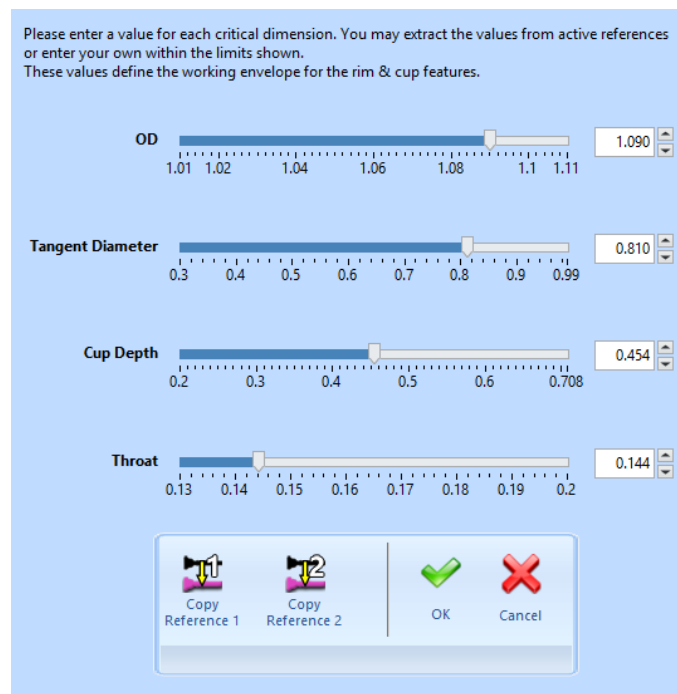 Please enter a value for each critical dimension. You may extract the values from active references
or enter your own within the limits shown.
These values define the working envelope for the rim & cup features.
OD 1.090
1.01 1.02 1.04 1.06 1.08 1.1 1.11
Tangent Diameter 0.810
0.3 0.4 0.5 0.6 0.7 0.8 0.9 0.99
Cup Depth 0.454
0.2 0.3 0.4 0.5 0.6 0.708
Throat 0.144
0.13 0.14 0.15 0.16 0.17 0.18 0.19 0.2
1 2
Copy Copy OK Cancel
Reference 1 Reference 2